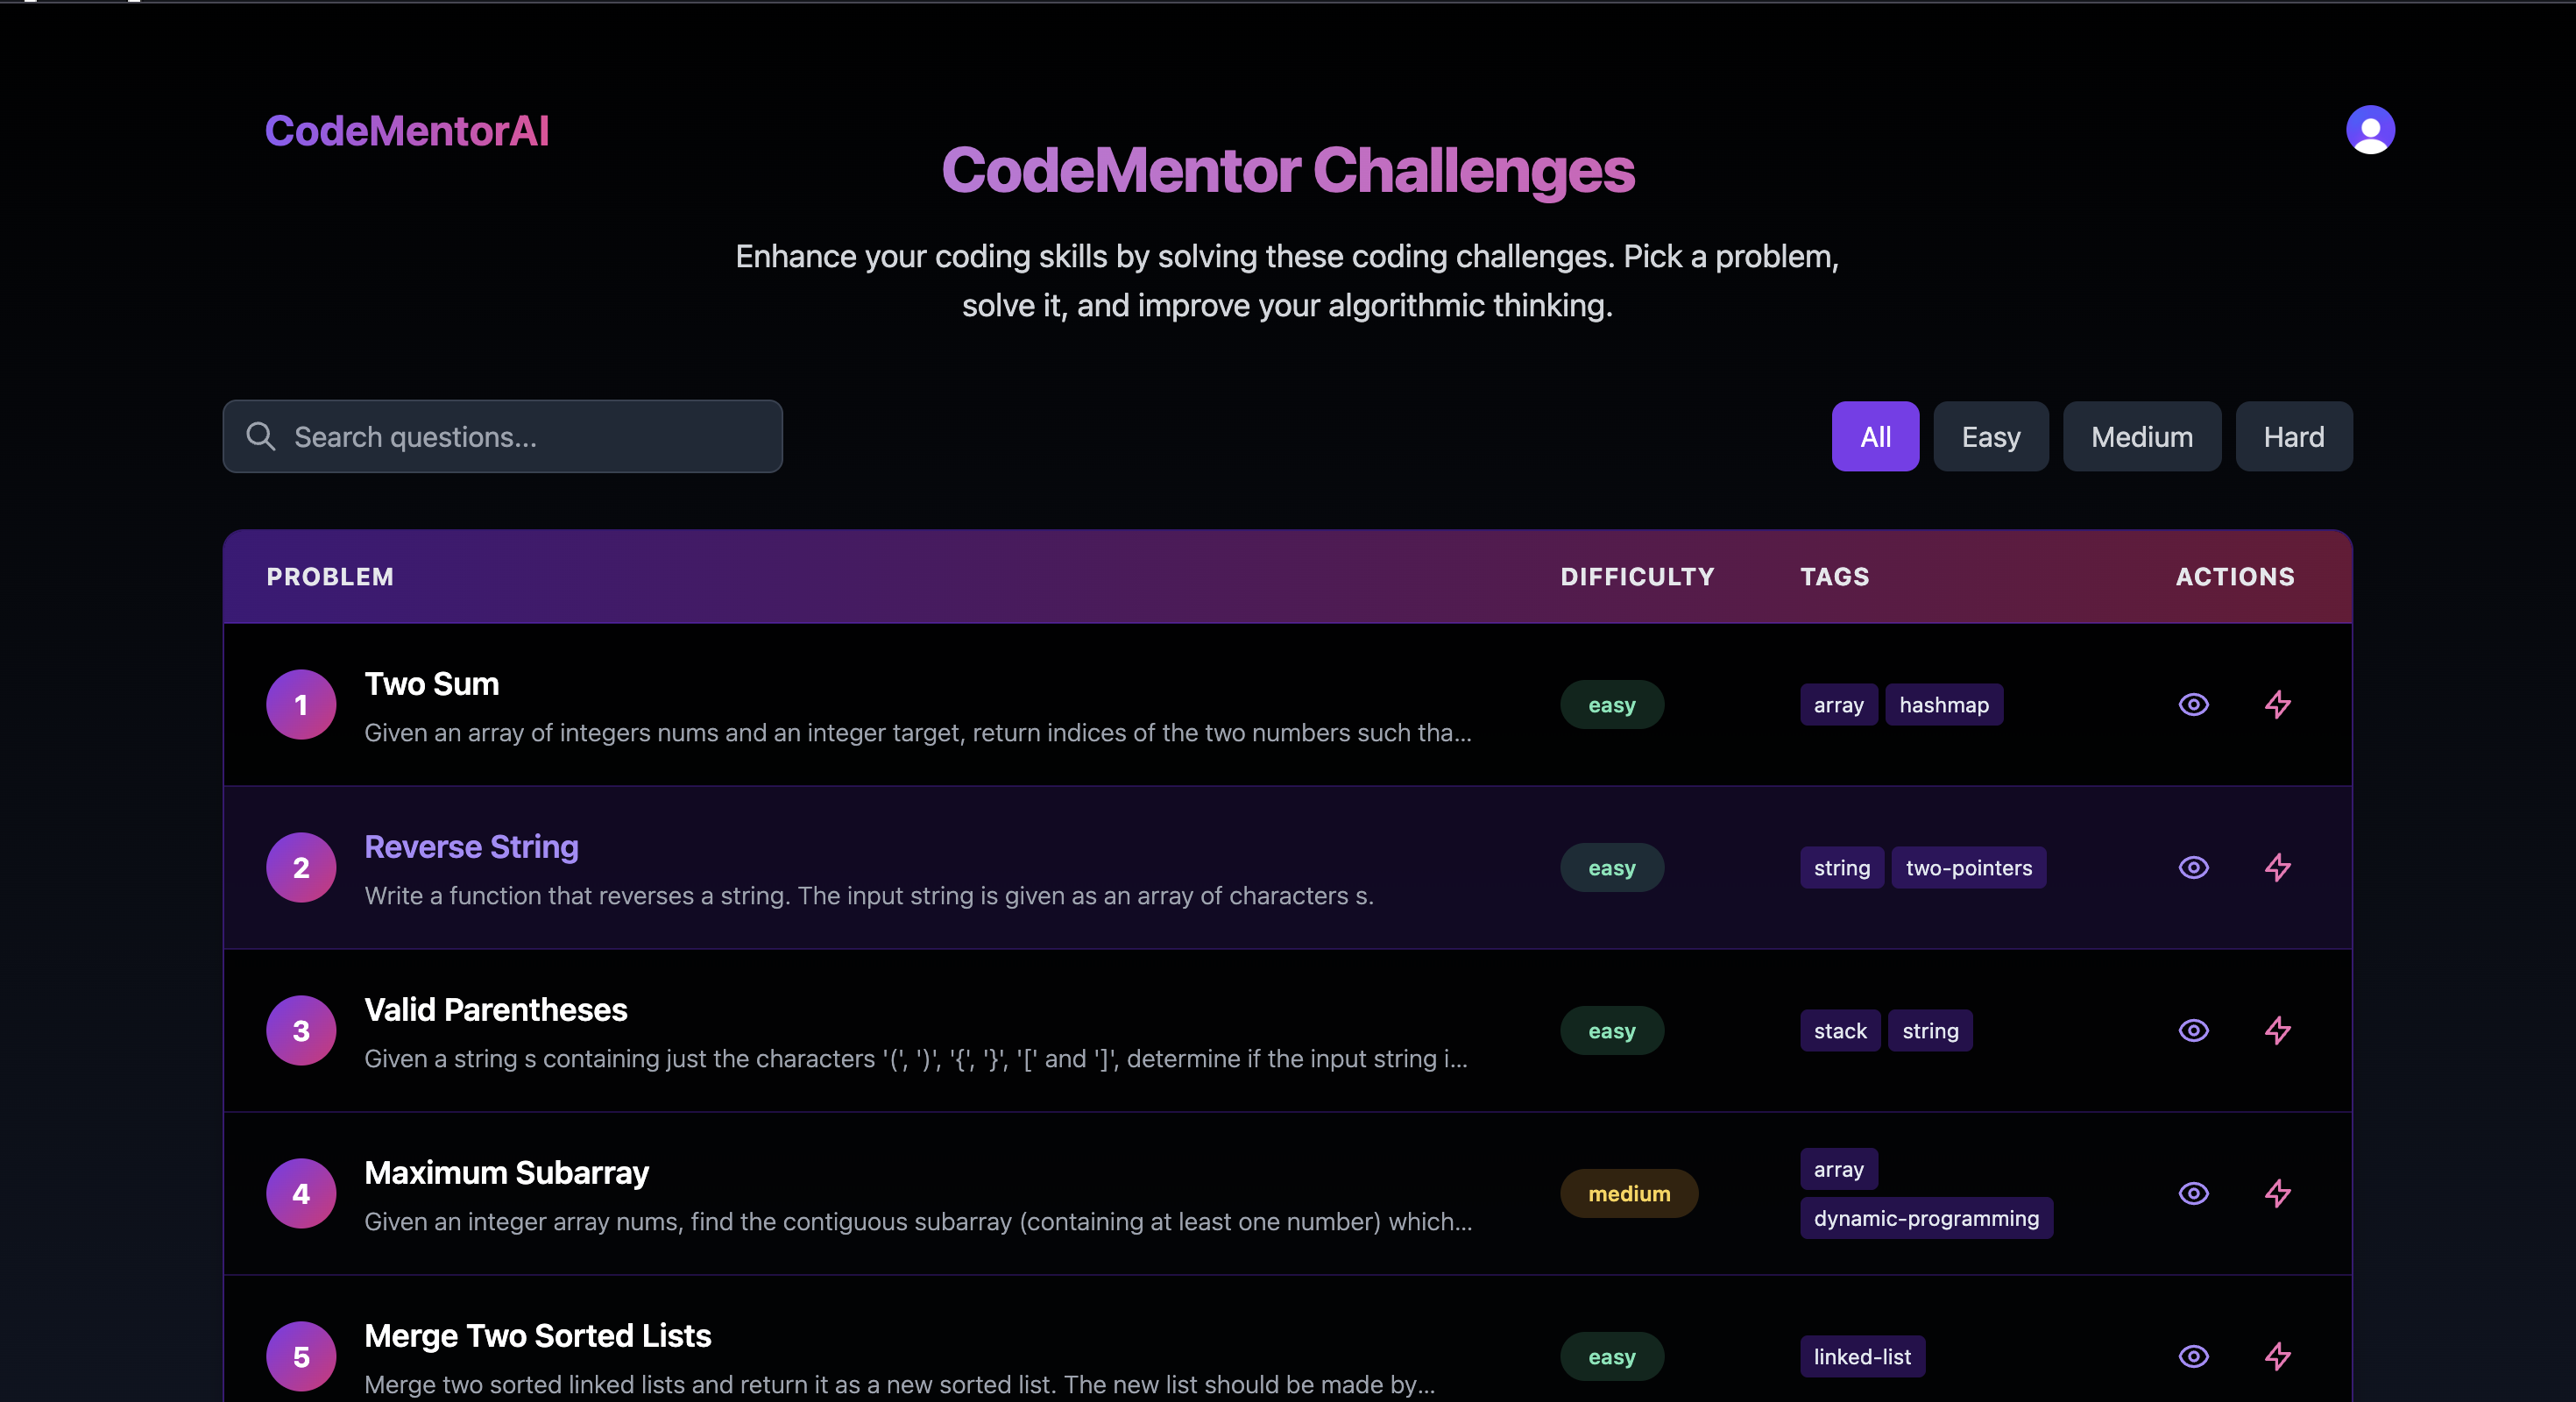 CodeMentorAI
CodeMentor Challenges
Enhance your coding skills by solving these coding challenges. Pick a problem,
solve it, and improve your algorithmic thinking.
Search questions...
All Easy Medium Hard
PROBLEM DIFFICULTY TAGS ACTIONS
1 Two Sum
Given an array of integers nums and an integer target, return indices of the two numbers such tha...
easy array hashmap
2 Reverse String
Write a function that reverses a string. The input string is given as an array of characters s.
easy string two-pointers
3 Valid Parentheses
Given a string s containing just the characters '(', ')', '{', '}', '[' and ']', determine if the input string i...
easy stack string
4 Maximum Subarray
Given an integer array nums, find the contiguous subarray (containing at least one number) which...
medium array
dynamic-programming
5 Merge Two Sorted Lists
Merge two sorted linked lists and return it as a new sorted list. The new list should be made by...
easy linked-list